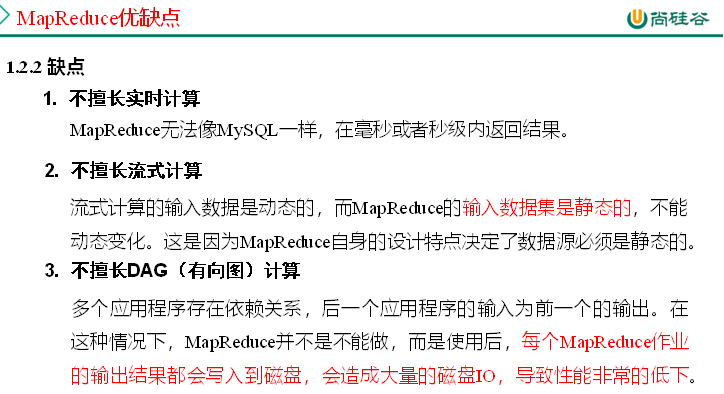 MapReduce优缺点
尚硅谷
1.2.2 缺点
1. 不擅长实时计算
MapReduce无法像MySQL一样，在毫秒或者秒级内返回结果。
2. 不擅长流式计算
流式计算的输入数据是动态的，而MapReduce的输入数据集是静态的，不能
动态变化。这是因为MapReduce自身的设计特点决定了数据源必须是静态的。
3. 不擅长DAG（有向图）计算
多个应用程序存在依赖关系，后一个应用程序的输入为前一个的输出。在
这种情况下，MapReduce并不是不能做，而是使用后，每个MapReduce作业
的输出结果都会写入到磁盘，会造成大量的磁盘IO，导致性能非常的低下。